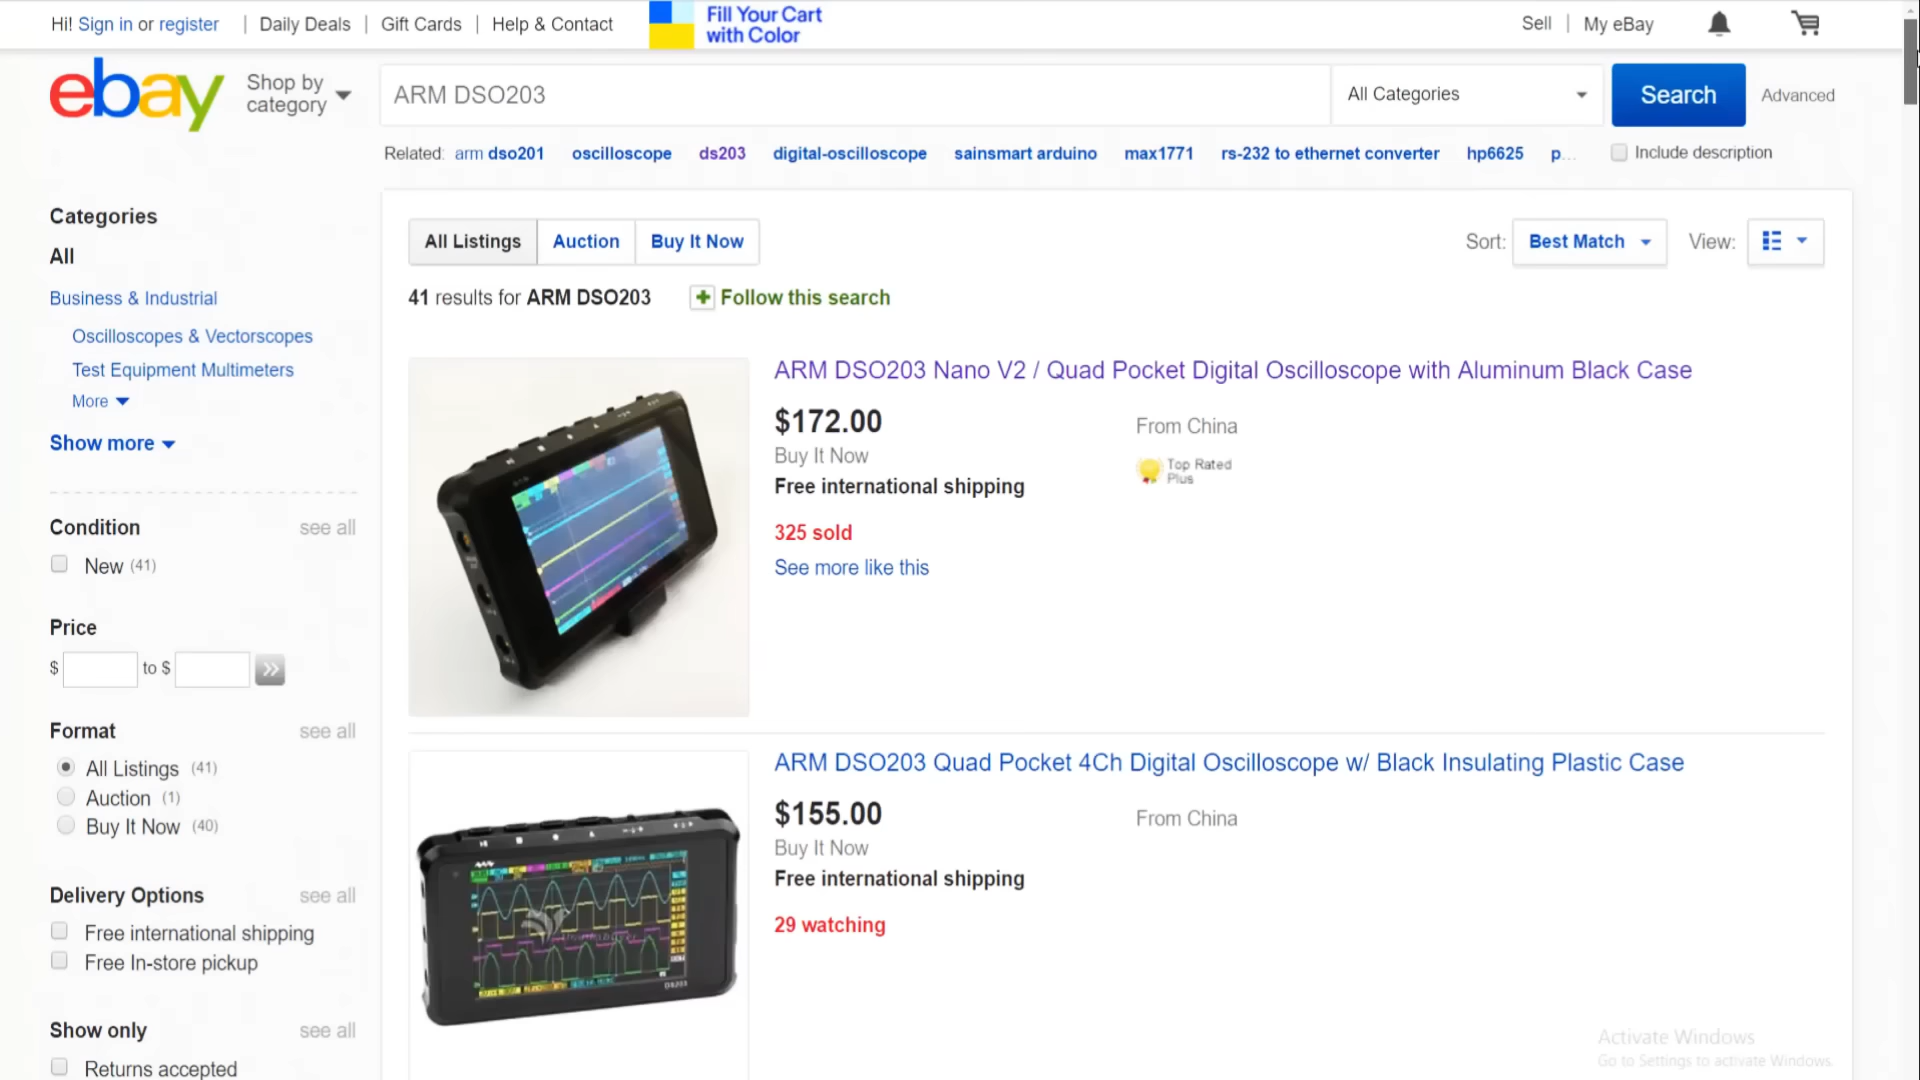 Hi! Sign in or register | Daily Deals | Gift Cards | Help & Contact
Fill Your Cart
with Color
Sell | My eBay
ebay
Shop by
category
ARM DSO203
All Categories
Search
Advanced
Related: arm dso201 oscilloscope ds203 digital-oscilloscope sainsmart arduino max1771 rs-232 to ethernet converter hp6625 p...
Include description
Categories
All
Business & Industrial
Oscilloscopes & Vectorscopes
Test Equipment Multimeters
More
Show more
Condition see all
New (41)
Price
$ to $
Format see all
All Listings (41)
Auction (1)
Buy It Now (40)
Delivery Options see all
Free international shipping
Free In-store pickup
Show only see all
Returns accepted
All Listings Auction Buy It Now
Sort: Best Match View:
41 results for ARM DSO203 Follow this search
ARM DSO203 Nano V2 / Quad Pocket Digital Oscilloscope with Aluminum Black Case
$172.00
Buy It Now
Free international shipping
325 sold
See more like this
From China
Top Rated
Plus
ARM DSO203 Quad Pocket 4Ch Digital Oscilloscope w/ Black Insulating Plastic Case
$155.00
Buy It Now
Free international shipping
29 watching
From China
DS203
Activate Windows
Go to Settings to activate Windows.